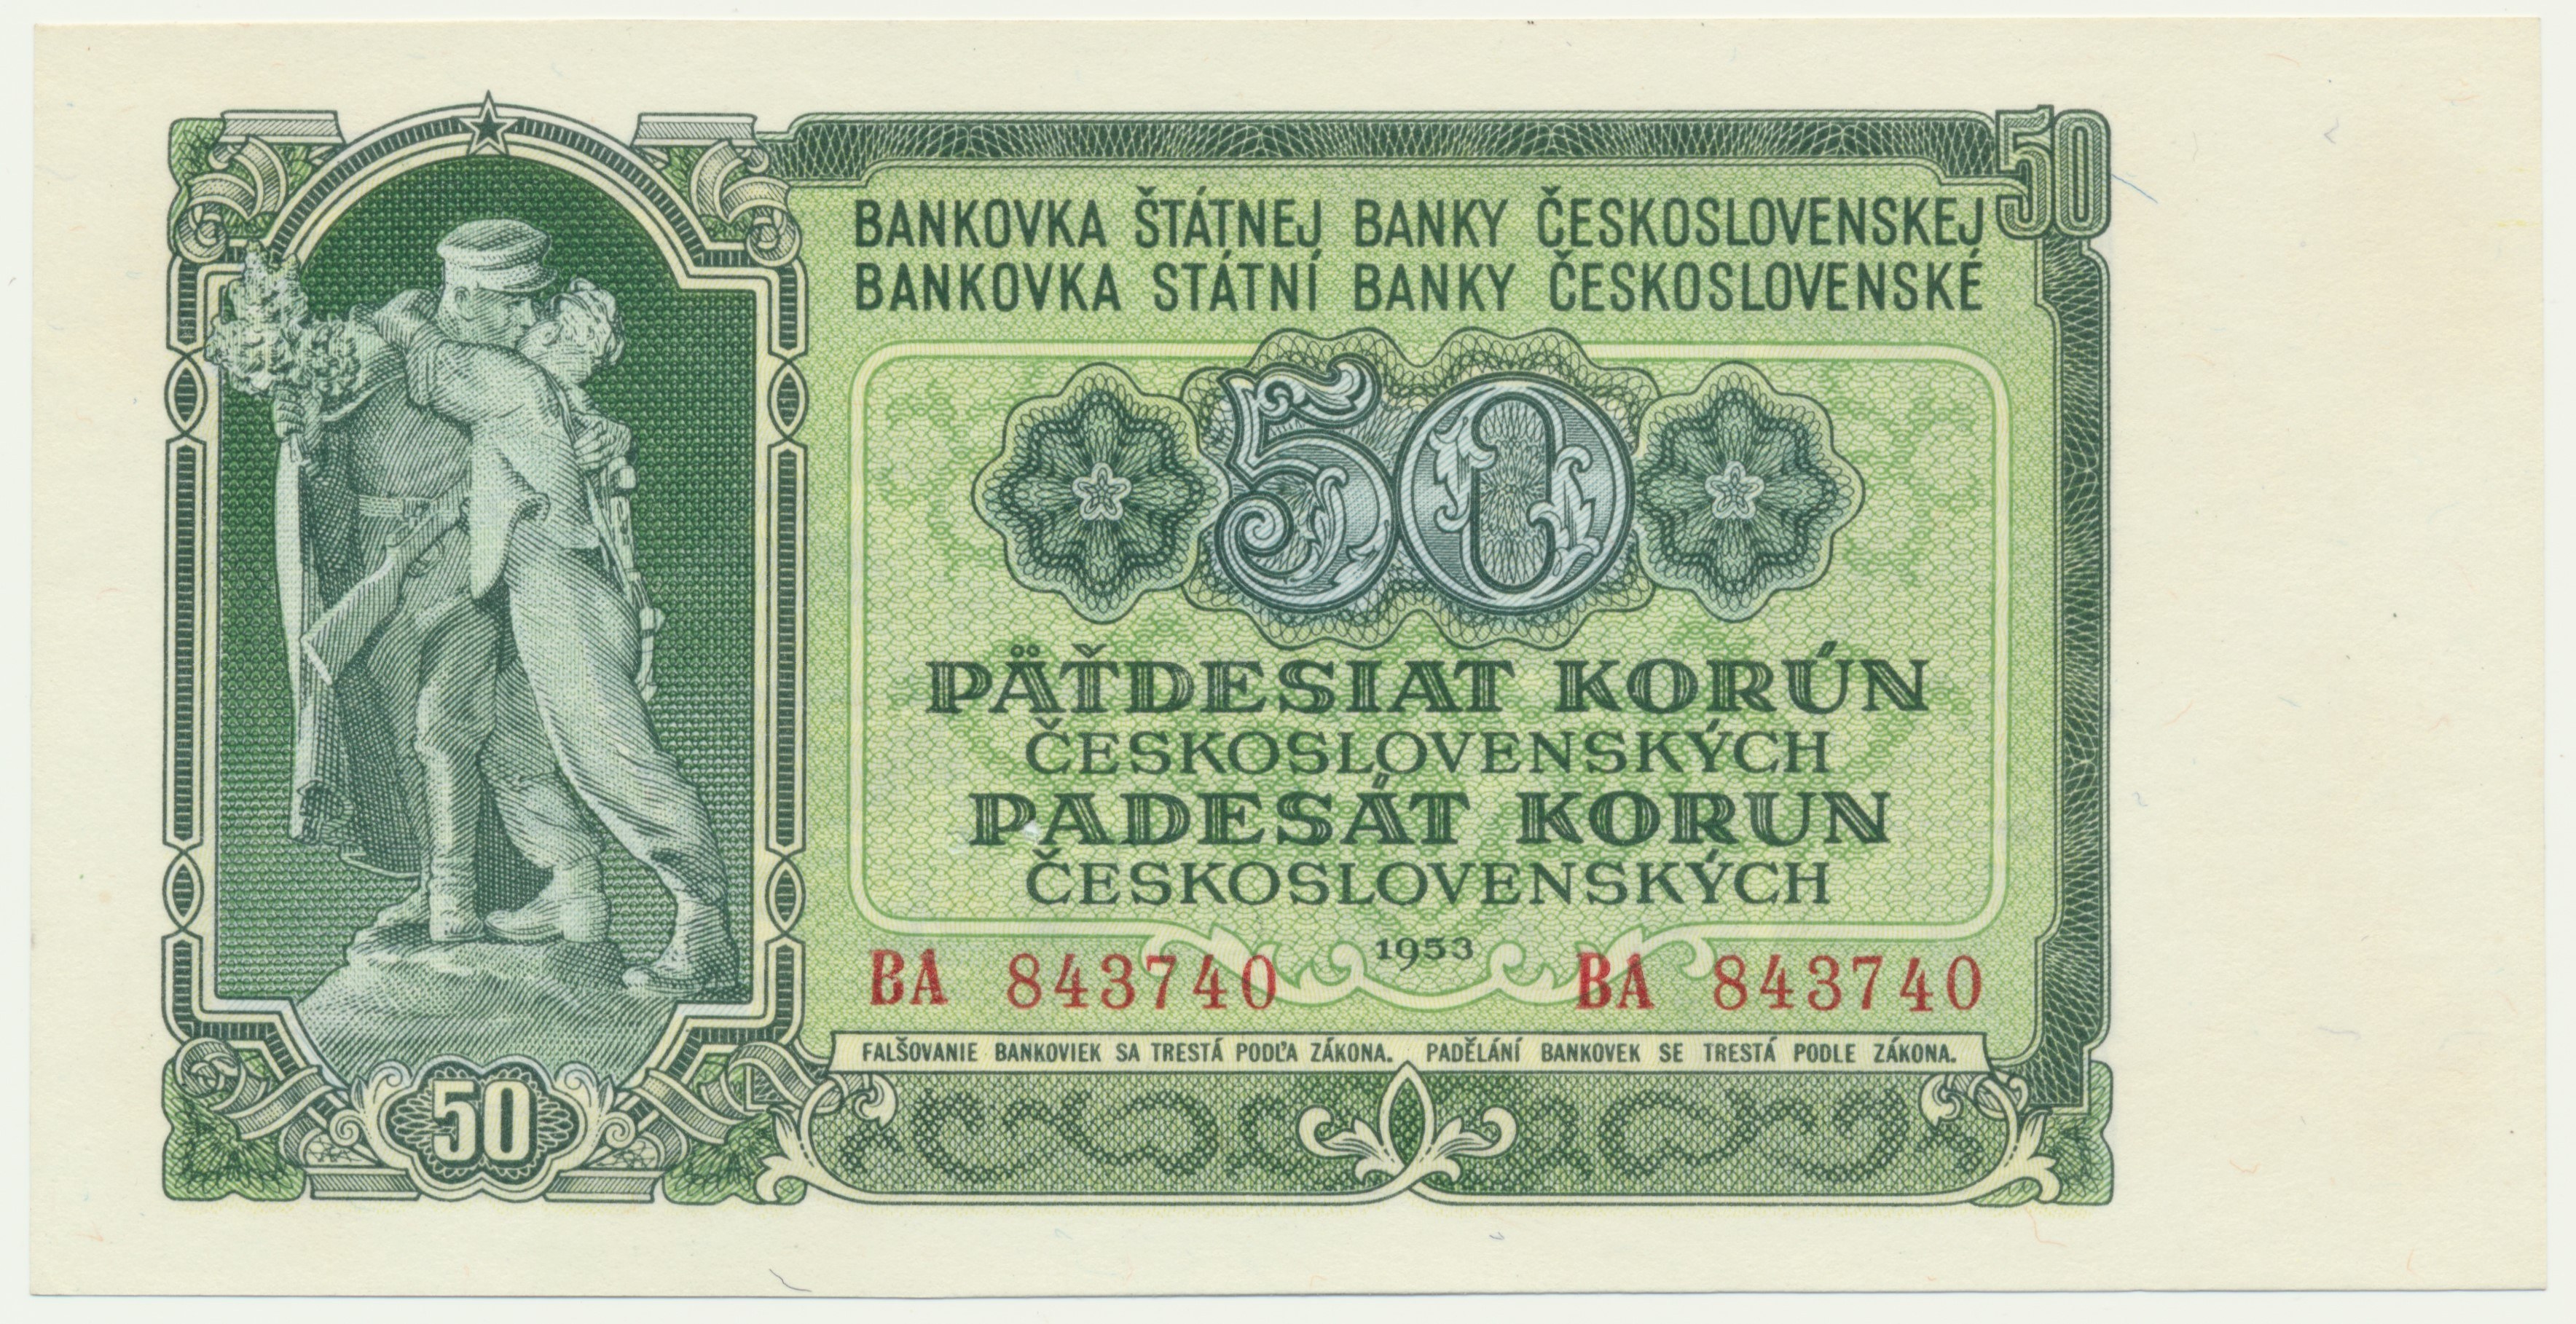 50
BANKOVKA ŠTÁTNEJ BANKY ČESKOSLOVENSKEJ
BANKOVKA STÁTNÍ BANKY ČESKOSLOVENSKÉ
50
PÄŤDESIAT KORÚN
ČESKOSLOVENSKÝCH
PADESÁT KORUN
ČESKOSLOVENSKÝCH
1953
BA 843740 BA 843740
FALŠOVANIE BANKOVIEK SA TRESTÁ PODĽA ZÁKONA. PADĚLÁNÍ BANKOVEK SE TRESTÁ PODLE ZÁKONA.
50